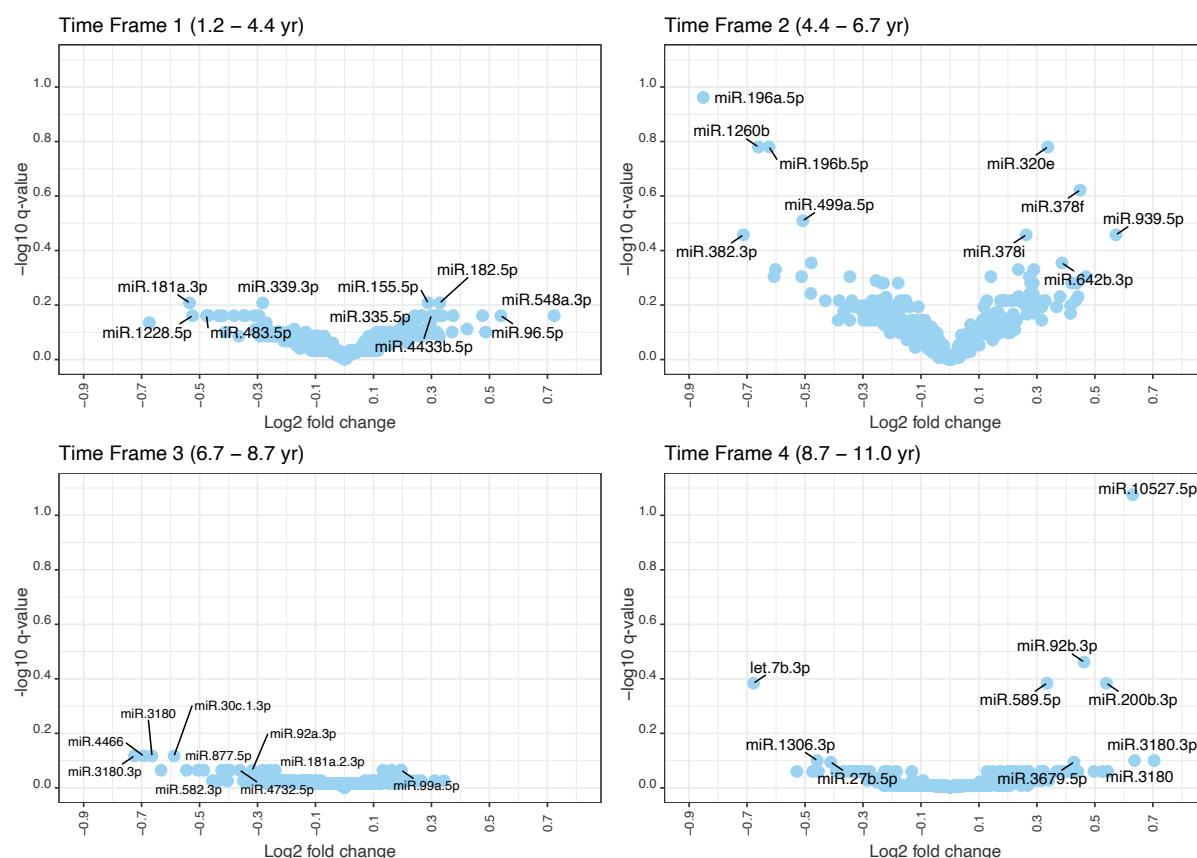 Time Frame 1 (1.2 – 4.4 yr)
−log10 q-value
1.0
0.8
0.6
0.4
0.2
0.0
miR.181a.3p
miR.339.3p
miR.155.5p
miR.182.5p
miR.548a.3p
miR.1228.5p
miR.483.5p
miR.335.5p
miR.4433b.5p
miR.96.5p
−0.9
−0.7
−0.5
−0.3
−0.1
0.1
0.3
0.5
0.7
Log2 fold change
Time Frame 2 (4.4 – 6.7 yr)
−log10 q-value
1.0
0.8
0.6
0.4
0.2
0.0
miR.196a.5p
miR.1260b
miR.196b.5p
miR.320e
miR.499a.5p
miR.378f
miR.939.5p
miR.382.3p
miR.378i
miR.642b.3p
−0.9
−0.7
−0.5
−0.3
−0.1
0.1
0.3
0.5
0.7
Log2 fold change
Time Frame 3 (6.7 – 8.7 yr)
-log10 q-value
1.0
0.8
0.6
0.4
0.2
0.0
miR.30c.1.3p
miR.3180
miR.4466
miR.92a.3p
miR.877.5p
miR.3180.3p
miR.181a.2.3p
miR.582.3p
miR.4732.5p
miR.99a.5p
−0.9
−0.7
−0.5
−0.3
−0.1
0.1
0.3
0.5
0.7
Log2 fold change
Time Frame 4 (8.7 – 11.0 yr)
−log10 q-value
1.0
0.8
0.6
0.4
0.2
0.0
miR.10527.5p
miR.92b.3p
let.7b.3p
miR.589.5p
miR.200b.3p
miR.1306.3p
miR.3180.3p
miR.27b.5p
miR.3679.5p
miR.3180
−0.9
−0.7
−0.5
−0.3
−0.1
0.1
0.3
0.5
0.7
Log2 fold change